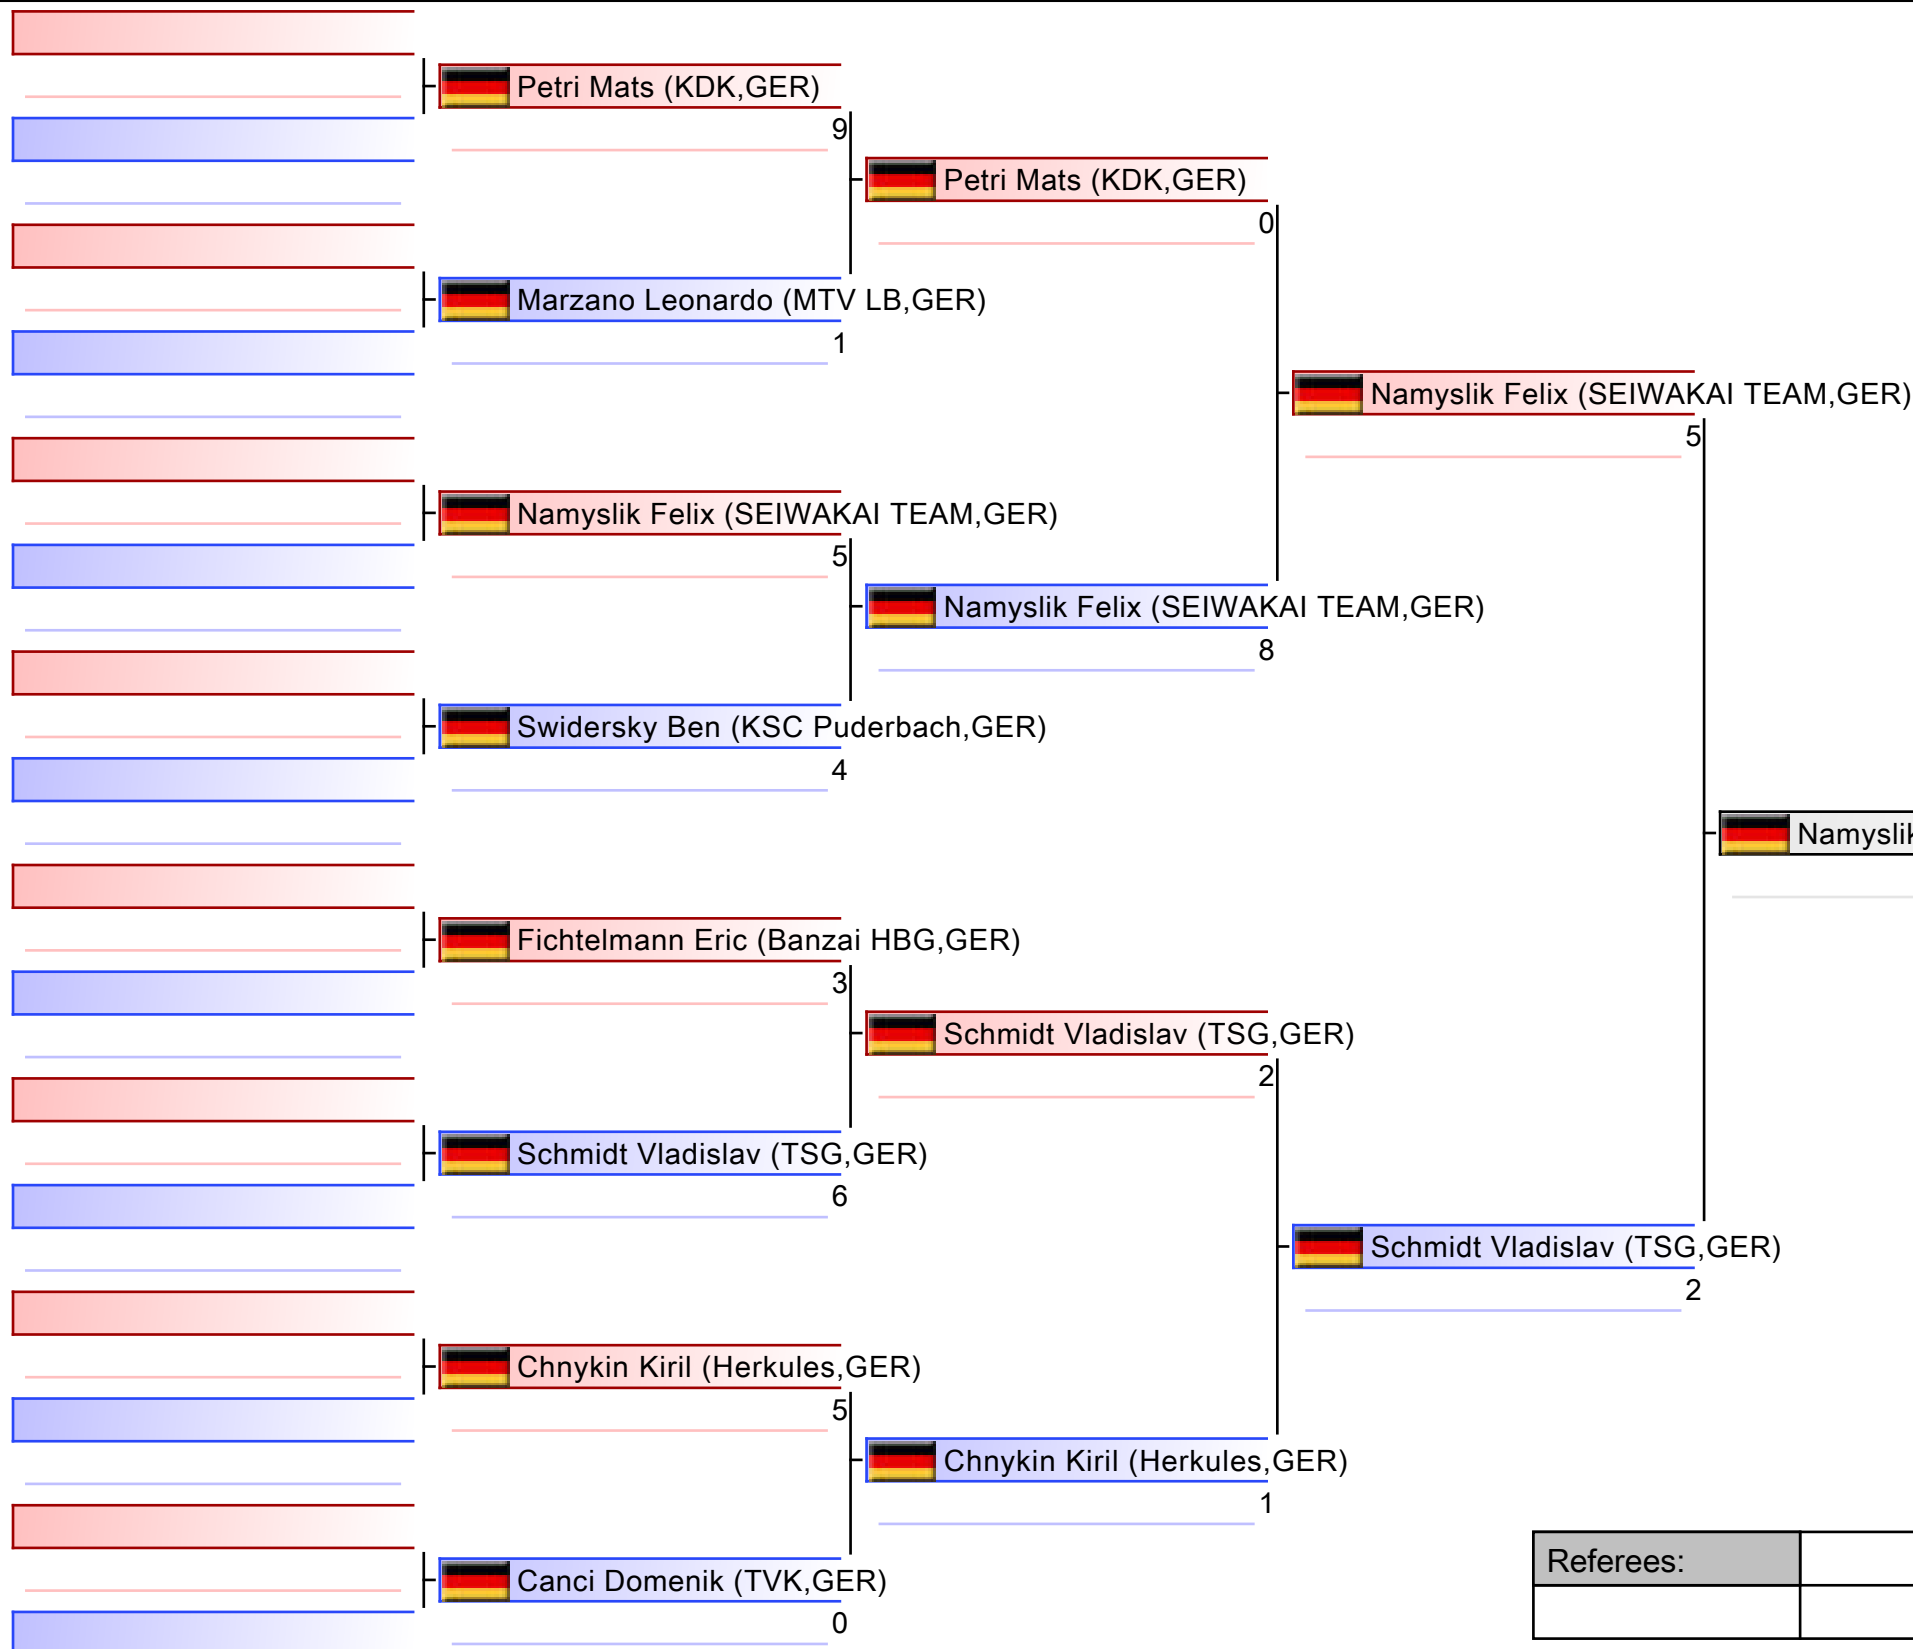 Petri Mats (KDK,GER)
9
Petri Mats (KDK,GER)
0
Marzano Leonardo (MTV LB,GER)
1
Namyslik Felix (SEIWAKAI TEAM,GER)
5
Namyslik Felix (SEIWAKAI TEAM,GER)
5
Namyslik Felix (SEIWAKAI TEAM,GER)
8
Swidersky Ben (KSC Puderbach,GER)
4
Namyslik
Fichtelmann Eric (Banzai HBG,GER)
3
Schmidt Vladislav (TSG,GER)
2
Schmidt Vladislav (TSG,GER)
6
Schmidt Vladislav (TSG,GER)
2
Chnykin Kiril (Herkules,GER)
5
Chnykin Kiril (Herkules,GER)
1
Canci Domenik (TVK,GER)
0
Referees: